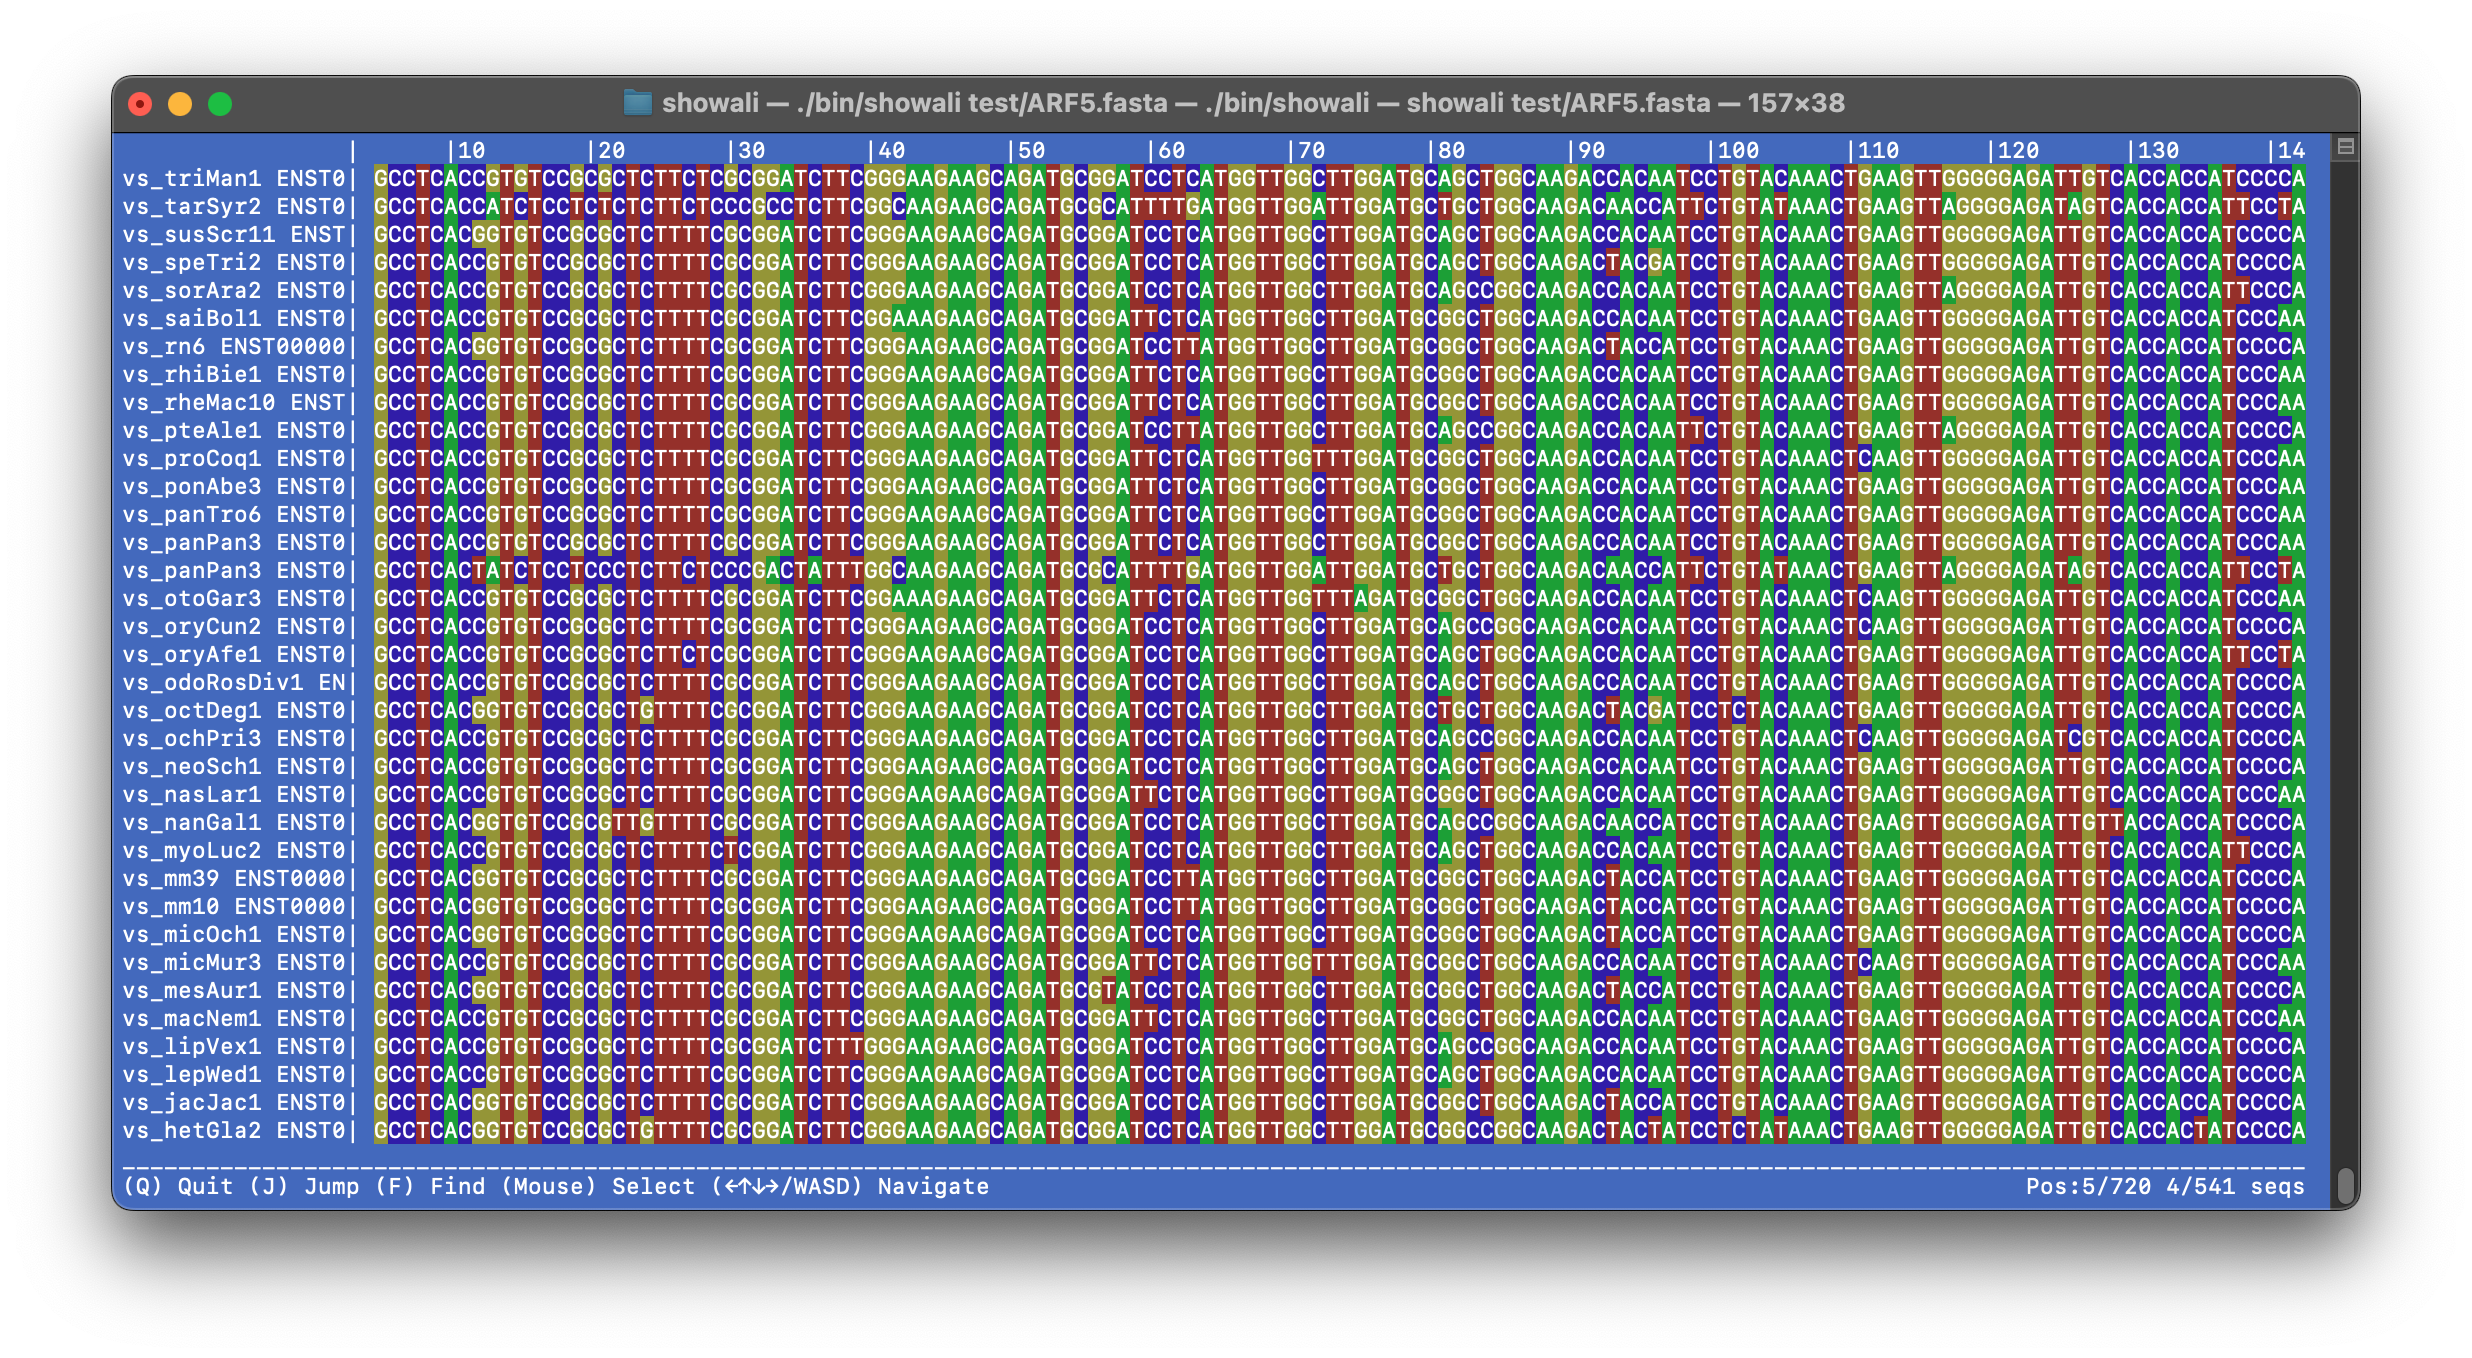 showali — ./bin/showali test/ARF5.fasta — ./bin/showali — showali test/ARF5.fasta — 157×38
| |10 |20 |30 |40 |50 |60 |70 |80 |90 |100 |110 |120 |130 |14
vs_triMan1 ENST0| GCCTCACCGTGTCCGCGCTCTTCTCGCGGATCTTCGGGAAGAAGCAGATGCGGATCCTCATGGTTGGCTTGGATGCAGCTGGCAAGACCACAATCCTGTACAAACTGAAGTTGGGGGAGATTGTCACCACCATCCCCA
vs_tarSyr2 ENST0| GCCTCACCATCTCCTCTCTCTTCTCCCGCCTCTTCGGCAAGAAGCAGATGCGCATTTTGATGGTTGGATTGGATGCTGCTGGCAAGACAACCATTCTGTATAAACTGAAGTTAGGGGAGATAGTCACCACCATTCCTA
vs_susScr11 ENST| GCCTCACGGTGTCCGCGCTCTTTTCGCGGATCTTCGGGAAGAAGCAGATGCGGATCCTCATGGTTGGCTTGGATGCAGCTGGCAAGACCACAATCCTGTACAAACTGAAGTTGGGGGAGATTGTCACCACCATCCCCA
vs_speTri2 ENST0| GCCTCACCGTGTCCGCGCTCTTTTCGCGGATCTTCGGGAAGAAGCAGATGCGGATCCTCATGGTTGGCTTGGATGCAGCTGGCAAGACTACGATCCTGTACAAACTGAAGTTGGGGGAGATTGTCACCACCATCCCCA
vs_sorAra2 ENST0| GCCTCACCGTGTCCGCGCTCTTTTCGCGGATCTTCGGGAAGAAGCAGATGCGGATCCTCATGGTTGGCTTGGATGCAGCCGGCAAGACCACAATCCTGTACAAACTGAAGTTAGGGGAGATTGTCACCACCATTCCCA
vs_saiBol1 ENST0| GCCTCACCGTGTCCGCGCTCTTTTCGCGGATCTTCGGAAAGAAGCAGATGCGGATTCTCATGGTTGGCTTGGATGCGGCTGGCAAGACCACAATCCTGTACAAACTGAAGTTGGGGGAGATTGTCACCACCATCCCAA
vs_rn6 ENST00000| GCCTCACGGTGTCCGCGCTCTTTTCGCGGATCTTCGGGAAGAAGCAGATGCGGATCCTTATGGTTGGCTTGGATGCGGCTGGCAAGACTACCATCCTGTACAAACTGAAGTTGGGGGAGATTGTCACCACCATCCCCA
vs_rhiBie1 ENST0| GCCTCACCGTGTCCGCGCTCTTTTCGCGGATCTTCGGGAAGAAGCAGATGCGGATTCTCATGGTTGGCTTGGATGCGGCTGGCAAGACCACAATCCTGTACAAACTGAAGTTGGGGGAGATTGTCACCACCATCCCAA
vs_rheMac10 ENST| GCCTCACCGTGTCCGCGCTCTTTTCGCGGATCTTCGGGAAGAAGCAGATGCGGATTCTCATGGTTGGCTTGGATGCGGCTGGCAAGACCACAATCCTGTACAAACTGAAGTTGGGGGAGATTGTCACCACCATCCCAA
vs_pteAle1 ENST0| GCCTCACCGTGTCCGCGCTCTTTTCGCGGATCTTCGGGAAGAAGCAGATGCGGATCCTTATGGTTGGCTTGGATGCAGCCGGCAAGACCACAATTCTGTACAAACTGAAGTTAGGGGAGATTGTCACCACCATCCCCA
vs_proCoq1 ENST0| GCCTCACCGTGTCCGCGCTCTTTTCGCGGATCTTCGGGAAGAAGCAGATGCGGATTCTCATGGTTGGTTTGGATGCGGCTGGCAAGACCACAATCCTGTACAAACTCAAGTTGGGGGAGATTGTCACCACCATCCCAA
vs_ponAbe3 ENST0| GCCTCACCGTGTCCGCGCTCTTTTCGCGGATCTTCGGGAAGAAGCAGATGCGGATTCTCATGGTTGGCTTGGATGCGGCTGGCAAGACCACAATCCTGTACAAACTGAAGTTGGGGGAGATTGTCACCACCATCCCAA
vs_panTro6 ENST0| GCCTCACCGTGTCCGCGCTCTTTTCGCGGATCTTCGGGAAGAAGCAGATGCGGATTCTCATGGTTGGCTTGGATGCGGCTGGCAAGACCACAATCCTGTACAAACTGAAGTTGGGGGAGATTGTCACCACCATCCCAA
vs_panPan3 ENST0| GCCTCACCGTGTCCGCGCTCTTTTCGCGGATCTTCGGGAAGAAGCAGATGCGGATTCTCATGGTTGGCTTGGATGCGGCTGGCAAGACCACAATCCTGTACAAACTGAAGTTGGGGGAGATTGTCACCACCATCCCAA
vs_panPan3 ENST0| GCCTCACTATCTCCTCCCTCTTCTCCCGACTATTTGGCAAGAAGCAGATGCGCATTTTGATGGTTGGATTGGATGCTGCTGGCAAGACAACCATTCTGTATAAACTGAAGTTAGGGGAGATAGTCACCACCATTCCTA
vs_otoGar3 ENST0| GCCTCACCGTGTCCGCGCTCTTTTCGCGGATCTTCGGAAAGAAGCAGATGCGGATTCTCATGGTTGGTTTAGATGCGGCTGGCAAGACCACAATCCTGTACAAACTCAAGTTGGGGGAGATTGTCACCACCATCCCAA
vs_oryCun2 ENST0| GCCTCACCGTGTCCGCGCTCTTTTCGCGGATCTTCGGGAAGAAGCAGATGCGGATCCTCATGGTTGGCTTGGATGCAGCCGGCAAGACCACAATCCTGTACAAACTCAAGTTGGGGGAGATTGTCACCACCATCCCCA
vs_oryAfe1 ENST0| GCCTCACCGTGTCCGCGCTCTTCTCGCGGATCTTCGGGAAGAAGCAGATGCGGATCCTCATGGTTGGCTTGGATGCAGCTGGCAAGACCACAATCCTGTACAAACTGAAGTTGGGGGAGATTGTCACCACCATTCCTA
vs_odoRosDiv1 EN| GCCTCACCGTGTCCGCGCTCTTTTCGCGGATCTTCGGGAAGAAGCAGATGCGGATCCTCATGGTTGGCTTGGATGCAGCTGGCAAGACCACAATCCTGTACAAACTGAAGTTGGGGGAGATTGTCACCACCATCCCCA
vs_octDeg1 ENST0| GCCTCACGGTGTCCGCGCTGTTTTCGCGGATCTTCGGGAAGAAGCAGATGCGGATCCTCATGGTTGGCTTGGATGCTGCTGGCAAGACTACGATCCTCTACAAACTGAAGTTGGGGGAGATTGTCACCACCATCCCCA
vs_ochPri3 ENST0| GCCTCACCGTGTCCGCGCTCTTTTCGCGGATCTTCGGGAAGAAGCAGATGCGGATCCTCATGGTTGGCTTGGATGCAGCCGGCAAGACCACAATCCTGTACAAACTCAAGTTGGGGGAGATCGTCACCACCATCCCCA
vs_neoSch1 ENST0| GCCTCACCGTGTCCGCGCTCTTTTCGCGGATCTTCGGGAAGAAGCAGATGCGGATCCTCATGGTTGGCTTGGATGCAGCTGGCAAGACCACAATCCTGTACAAACTGAAGTTGGGGGAGATTGTCACCACCATCCCCA
vs_nasLar1 ENST0| GCCTCACCGTGTCCGCGCTCTTTTCGCGGATCTTCGGGAAGAAGCAGATGCGGATTCTCATGGTTGGCTTGGATGCGGCTGGCAAGACCACAATCCTGTACAAACTGAAGTTGGGGGAGATTGTCACCACCATCCCAA
vs_nanGal1 ENST0| GCCTCACGGTGTCCGCGTTGTTTTCGCGGATCTTCGGGAAGAAGCAGATGCGGATCCTCATGGTTGGCTTGGATGCAGCCGGCAAGACAACCATCCTGTACAAACTGAAGTTGGGGGAGATTGTTACCACCATCCCCA
vs_myoLuc2 ENST0| GCCTCACCGTGTCCGCGCTCTTTTCTCGGATCTTCGGGAAGAAGCAGATGCGGATCCTCATGGTTGGCTTGGATGCAGCTGGCAAGACCACAATCCTGTACAAACTGAAGTTGGGGGAGATTGTCACCACCATTCCCA
vs_mm39 ENST0000| GCCTCACGGTGTCCGCGCTCTTTTCGCGGATCTTCGGGAAGAAGCAGATGCGGATCCTTATGGTTGGCTTGGATGCGGCTGGCAAGACTACCATCCTGTACAAACTGAAGTTGGGGGAGATTGTCACCACCATCCCCA
vs_mm10 ENST0000| GCCTCACGGTGTCCGCGCTCTTTTCGCGGATCTTCGGGAAGAAGCAGATGCGGATCCTTATGGTTGGCTTGGATGCGGCTGGCAAGACTACCATCCTGTACAAACTGAAGTTGGGGGAGATTGTCACCACCATCCCCA
vs_micOch1 ENST0| GCCTCACGGTGTCCGCGCTCTTTTCGCGGATCTTCGGGAAGAAGCAGATGCGGATCCTCATGGTTGGCTTGGATGCGGCTGGCAAGACTACCATCCTGTACAAACTGAAGTTGGGGGAGATTGTCACCACCATCCCCA
vs_micMur3 ENST0| GCCTCACCGTGTCCGCGCTCTTTTCGCGGATCTTCGGGAAGAAGCAGATGCGGATTCTCATGGTTGGTTTGGATGCGGCTGGCAAGACCACAATCCTGTACAAACTCAAGTTGGGGGAGATTGTCACCACCATCCCAA
vs_mesAur1 ENST0| GCCTCACGGTGTCCGCGCTCTTTTCGCGGATCTTCGGGAAGAAGCAGATGCGTATCCTCATGGTTGGCTTGGATGCGGCTGGCAAGACTACCATCCTGTACAAACTGAAGTTGGGGGAGATTGTCACCACCATCCCCA
vs_macNem1 ENST0| GCCTCACCGTGTCCGCGCTCTTTTCGCGGATCTTCGGGAAGAAGCAGATGCGGATTCTCATGGTTGGCTTGGATGCGGCTGGCAAGACCACAATCCTGTACAAACTGAAGTTGGGGGAGATTGTCACCACCATCCCAA
vs_lipVex1 ENST0| GCCTCACCGTGTCCGCGCTCTTTTCGCGGATCTTTGGGAAGAAGCAGATGCGGATCCTCATGGTTGGCTTGGATGCAGCCGGCAAGACCACAATCCTGTACAAACTGAAGTTGGGGGAGATTGTCACCACCATCCCCA
vs_lepWed1 ENST0| GCCTCACCGTGTCCGCGCTCTTTTCGCGGATCTTCGGGAAGAAGCAGATGCGGATCCTCATGGTTGGCTTGGATGCAGCTGGCAAGACCACAATCCTGTACAAACTGAAGTTGGGGGAGATTGTCACCACCATCCCCA
vs_jacJac1 ENST0| GCCTCACGGTGTCCGCGCTCTTTTCGCGGATCTTCGGGAAGAAGCAGATGCGGATCCTCATGGTTGGCTTGGATGCGGCTGGCAAGACTACCATCCTGTACAAACTGAAGTTGGGGGAGATTGTCACCACCATCCCCA
vs_hetGla2 ENST0| GCCTCACGGTGTCCGCGCTGTTTTCGCGGATCTTCGGGAAGAAGCAGATGCGGATCCTCATGGTTGGCTTGGATGCGGCCGGCAAGACTACTATCCTCTATAAACTGAAGTTGGGGGAGATTGTCACCACTATCCCCA
(Q) Quit (J) Jump (F) Find (Mouse) Select (←↑↓→/WASD) Navigate Pos:5/720 4/541 seqs